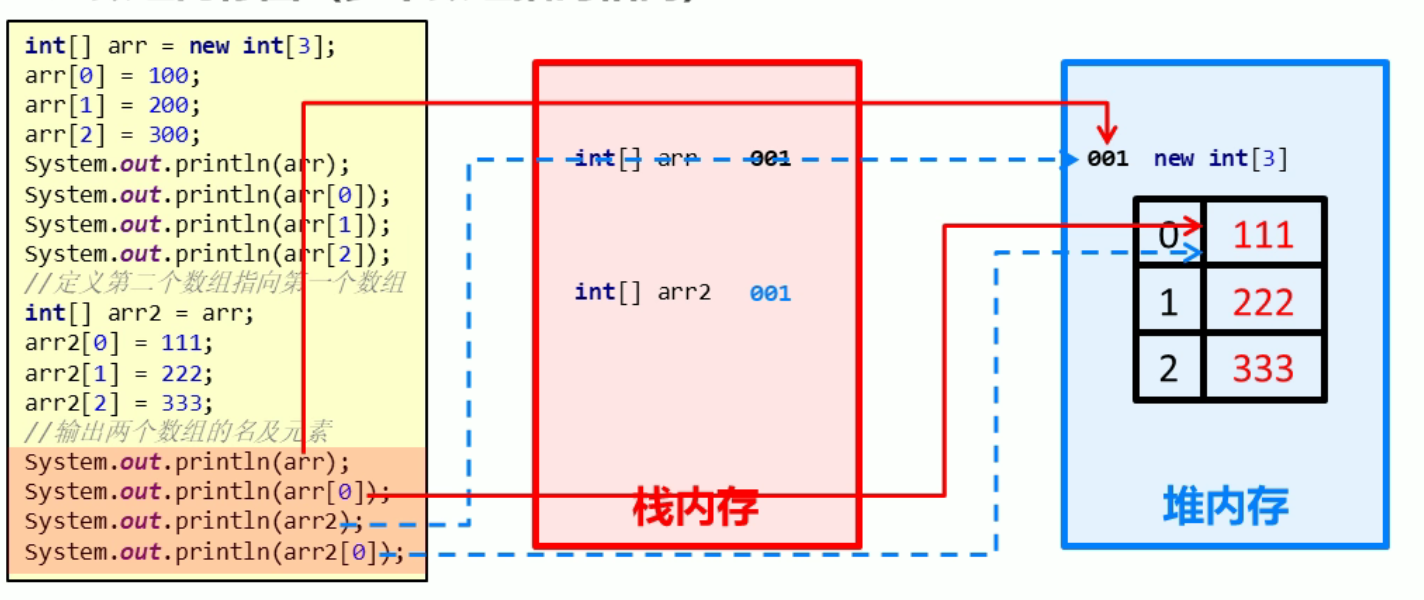 int[] arr = new int[3];
arr[0] = 100;
arr[1] = 200;
arr[2] = 300;
System.out.println(arr);
System.out.println(arr[0]);
System.out.println(arr[1]);
System.out.println(arr[2]);
//定义第二个数组指向第一个数组
int[] arr2 = arr;
arr2[0] = 111;
arr2[1] = 222;
arr2[2] = 333;
//输出两个数组的名及元素
System.out.println(arr);
System.out.println(arr[0]);
System.out.println(arr2);
System.out.println(arr2[0]);
int[] arr 001
int[] arr2 001
栈内存
001 new int[3]
0 111
1 222
2 333
堆内存